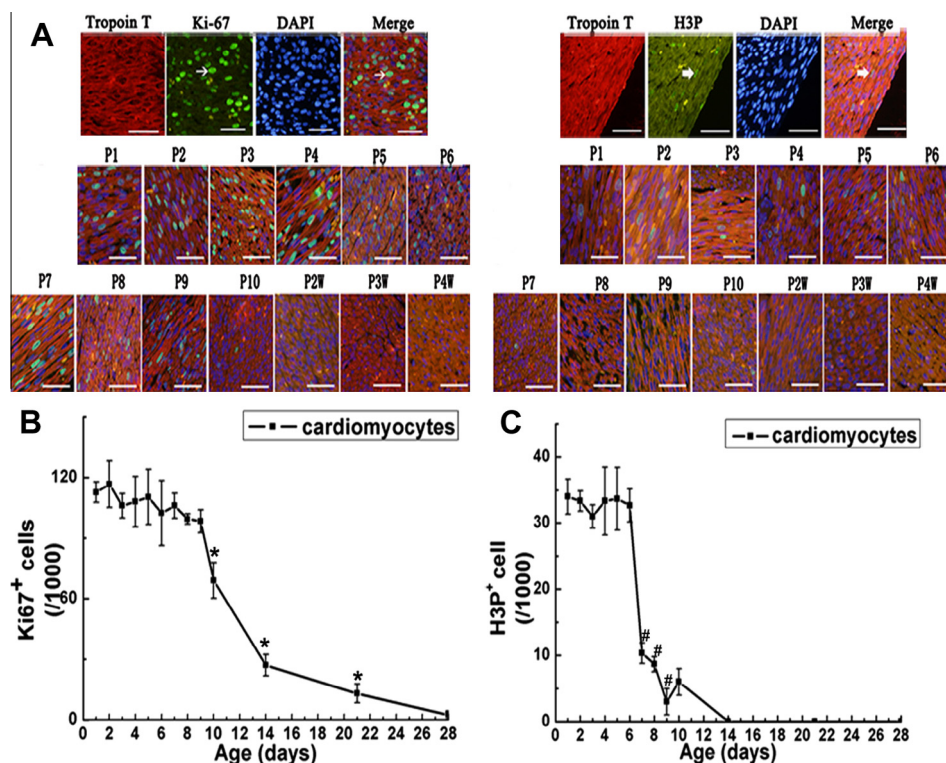 A
Tropoin T Ki-67 DAPI Merge
Tropoin T H3P DAPI Merge
P1 P2 P3 P4 P5 P6
P1 P2 P3 P4 P5 P6
P7 P8 P9 P10 P2W P3W P4W
P7 P8 P9 P10 P2W P3W P4W
B
cardiomyocytes
Ki67+ cells
(/1000)
120
60
0
*
*
*
0 2 4 6 8 10 12 14 16 18 20 22 24 26 28
Age (days)
C
cardiomyocytes
H3P+ cell
(/1000)
40
30
20
10
0
#
#
#
0 2 4 6 8 10 12 14 16 18 20 22 24 26 28
Age (days)